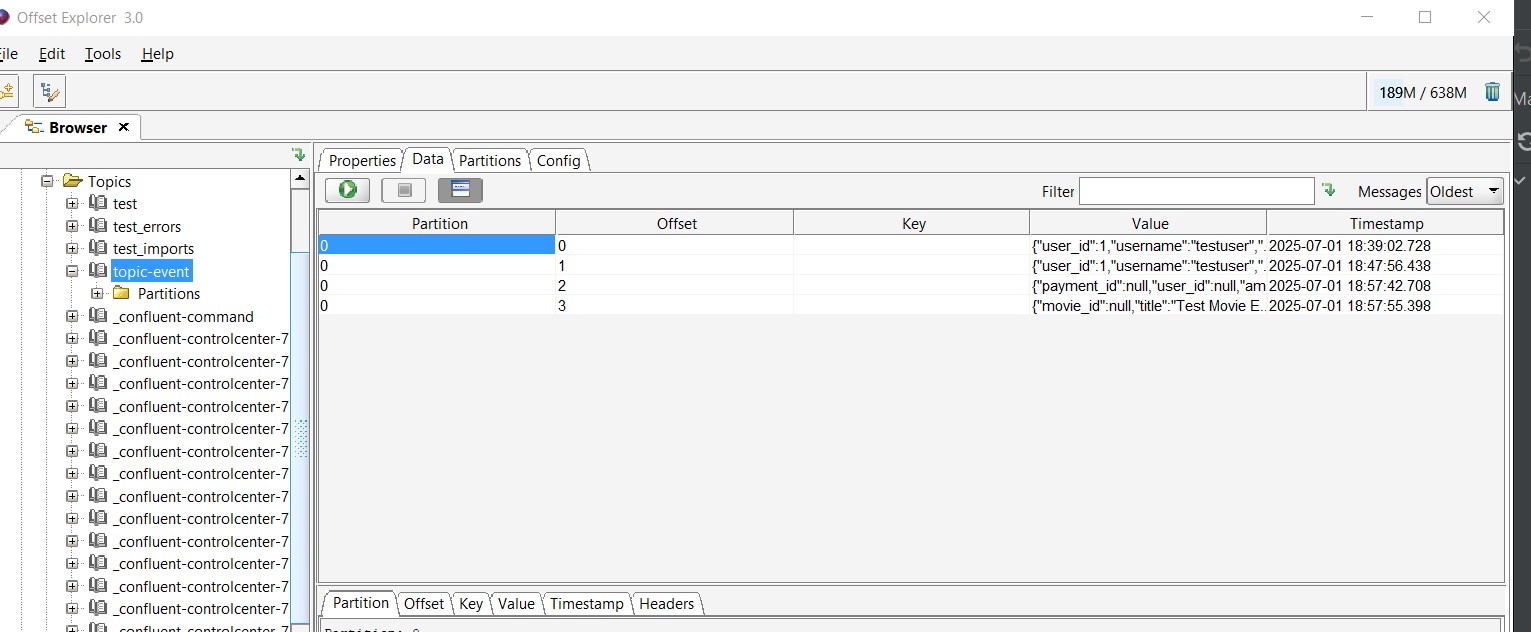 Offset Explorer 3.0
File Edit Tools Help
189M / 638M
Browser
Properties Data Partitions Config
Filter Messages Oldest
Partition Offset Key Value Timestamp
0 0 {"user_id":1,"username":"testuser",". 2025-07-01 18:39:02.728
0 1 {"user_id":1,"username":"testuser",". 2025-07-01 18:47:56.438
0 2 {"payment_id":null,"user_id":null,"am 2025-07-01 18:57:42.708
0 3 {"movie_id":null,"title":"Test Movie E.. 2025-07-01 18:57:55.398
Topics
test
test_errors
test_imports
topic-event
Partitions
_confluent-command
_confluent-controlcenter-7
_confluent-controlcenter-7
_confluent-controlcenter-7
_confluent-controlcenter-7
_confluent-controlcenter-7
_confluent-controlcenter-7
_confluent-controlcenter-7
_confluent-controlcenter-7
_confluent-controlcenter-7
_confluent-controlcenter-7
_confluent-controlcenter-7
_confluent-controlcenter-7
_confluent-controlcenter-7
_confluent-controlcenter-7
Partition Offset Key Value Timestamp Headers
Ma